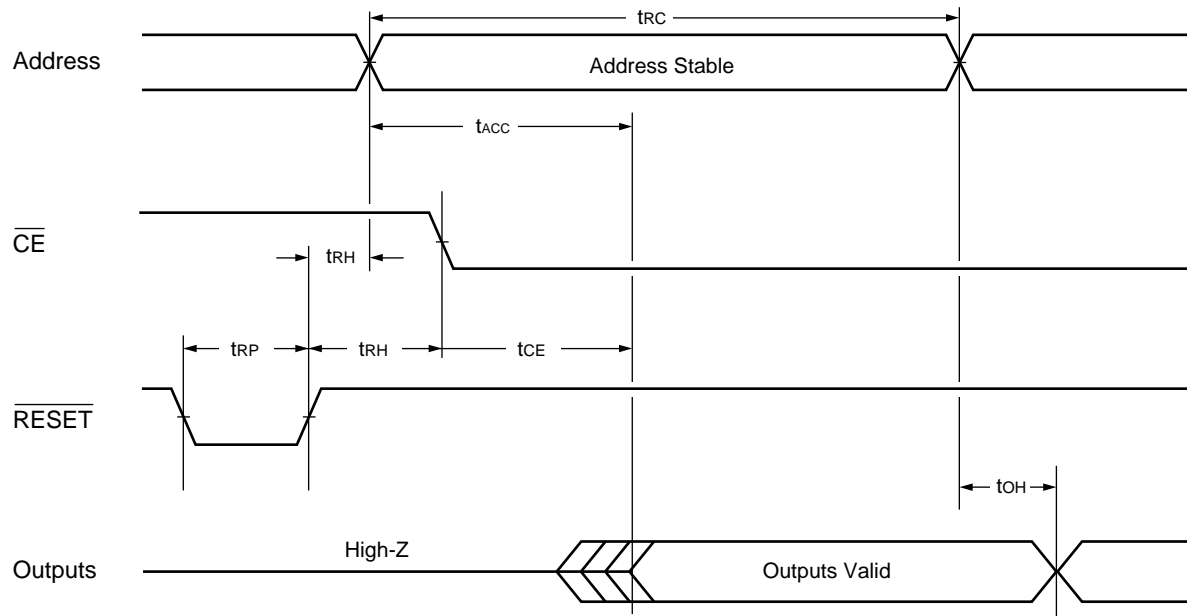 tRC
Address
Address Stable
tACC
CE
tRH
tRP
tRH
tCE
RESET
tOH
High-Z
Outputs
Outputs Valid